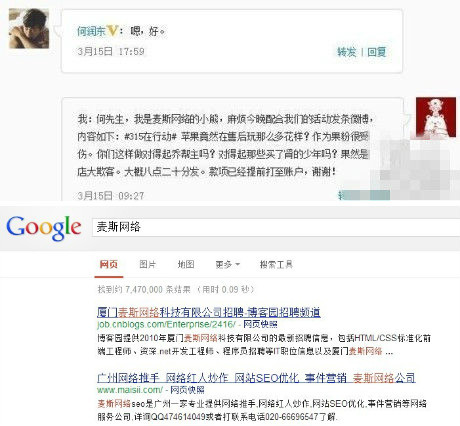 何润东V：嗯，好。
3月15日 17:59
转发 | 回复
我：何先生，我是麦斯网络的小熊，麻烦今晚配合我们的活动发条微博，
内容如下：#315在行动# 苹果竟然在售后玩那么多花样？作为果粉很受
伤。你们这样做对得起乔帮主吗？对得起那些买了肾的少年吗？果然是
店大欺客。大概八点二十分发。款项已经提前打至账户，谢谢！
3月15日 09:27
Google
麦斯网络
网页 图片 地图 更多 搜索工具
找到约 7,470,000 条结果 （用时 0.09 秒）
厦门麦斯网络科技有限公司招聘-博客园招聘频道
job.cnblogs.com/Enterprise/2416/ - 网页快照
博客园提供2010年厦门麦斯网络科技有限公司的最新招聘信息，包括HTML/CSS标准化前
端工程师、资深.net开发工程师、程序员招聘等IT职位信息以及厦门麦斯网络 ...
广州网络推手 网络红人炒作 网站SEO优化 事件营销 麦斯网络公司
www.maisii.com/ - 网页快照
麦斯网络seo是广州一家专业提供网络推手,网络红人炒作,网站SEO优化,事件营销等网络
服务公司,详询QQ474614049或者打联系电话020-66696547了解.